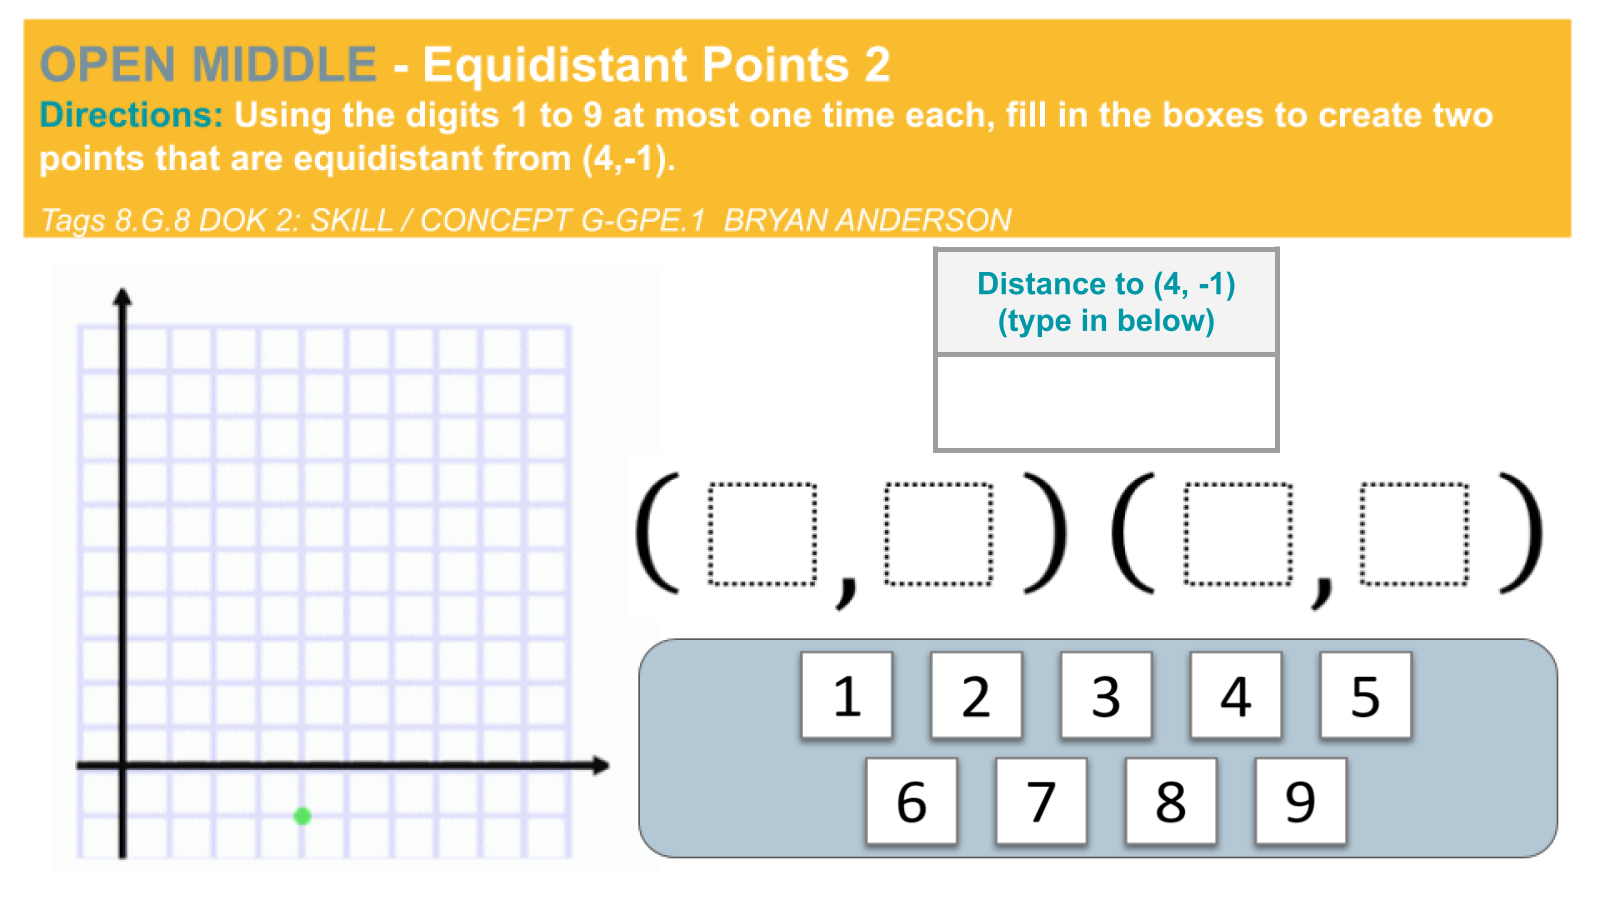 OPEN MIDDLE - Equidistant Points 2
Directions: Using the digits 1 to 9 at most one time each, fill in the boxes to create two
points that are equidistant from (4,-1).
Tags 8.G.8 DOK 2: SKILL / CONCEPT G-GPE.1  BRYAN ANDERSON
Distance to (4, -1)
(type in below)
( , ) ( , )
1 2 3 4 5
6 7 8 9